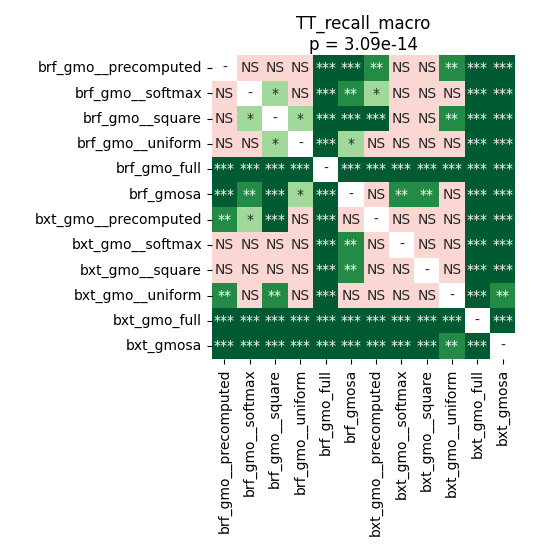 TT_recall_macro
p = 3.09e-14
brf_gmo__precomputed - NS NS NS *** *** ** NS NS ** *** ***
brf_gmo__softmax NS - * NS *** ** * NS NS NS *** ***
brf_gmo__square NS * - * *** *** *** NS NS ** *** ***
brf_gmo__uniform NS NS * - *** * NS NS NS NS *** ***
brf_gmo_full *** *** *** *** - *** *** *** *** *** *** ***
brf_gmosa *** ** *** * *** - NS ** ** NS *** ***
bxt_gmo__precomputed ** * *** NS *** NS - NS NS NS *** ***
bxt_gmo__softmax NS NS NS NS *** ** NS - NS NS *** ***
bxt_gmo__square NS NS NS NS *** ** NS NS - NS *** ***
bxt_gmo__uniform ** NS ** NS *** NS NS NS NS - *** **
bxt_gmo_full *** *** *** *** *** *** *** *** *** *** - ***
bxt_gmosa *** *** *** *** *** *** *** *** *** ** *** -
brf_gmo__precomputed
brf_gmo__softmax
brf_gmo__square
brf_gmo__uniform
brf_gmo_full
brf_gmosa
bxt_gmo__precomputed
bxt_gmo__softmax
bxt_gmo__square
bxt_gmo__uniform
bxt_gmo_full
bxt_gmosa